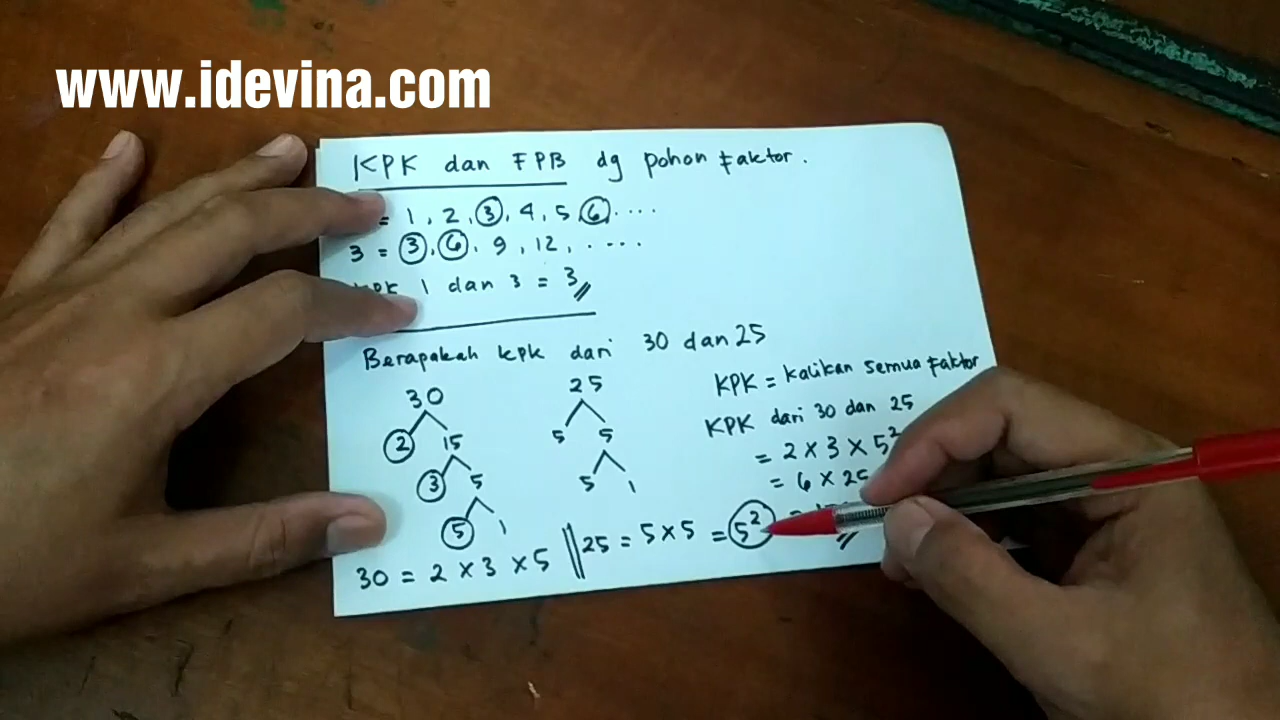 www.idevina.com
KPK dan FPB dg pohon Faktor.
= 1, 2, 3, 4, 5, 6, ....
3 = 3, 6, 9, 12, ....
KPK 1 dan 3 = 3
Berapakah KPK dari 30 dan 25
30
2 15
3 5
5 1
30 = 2 x 3 x 5
25
5 5
5 1
25 = 5 x 5 = 5²
KPK = Kalikan semua Faktor
KPK dari 30 dan 25
= 2 x 3 x 5²
= 6 x 25
=